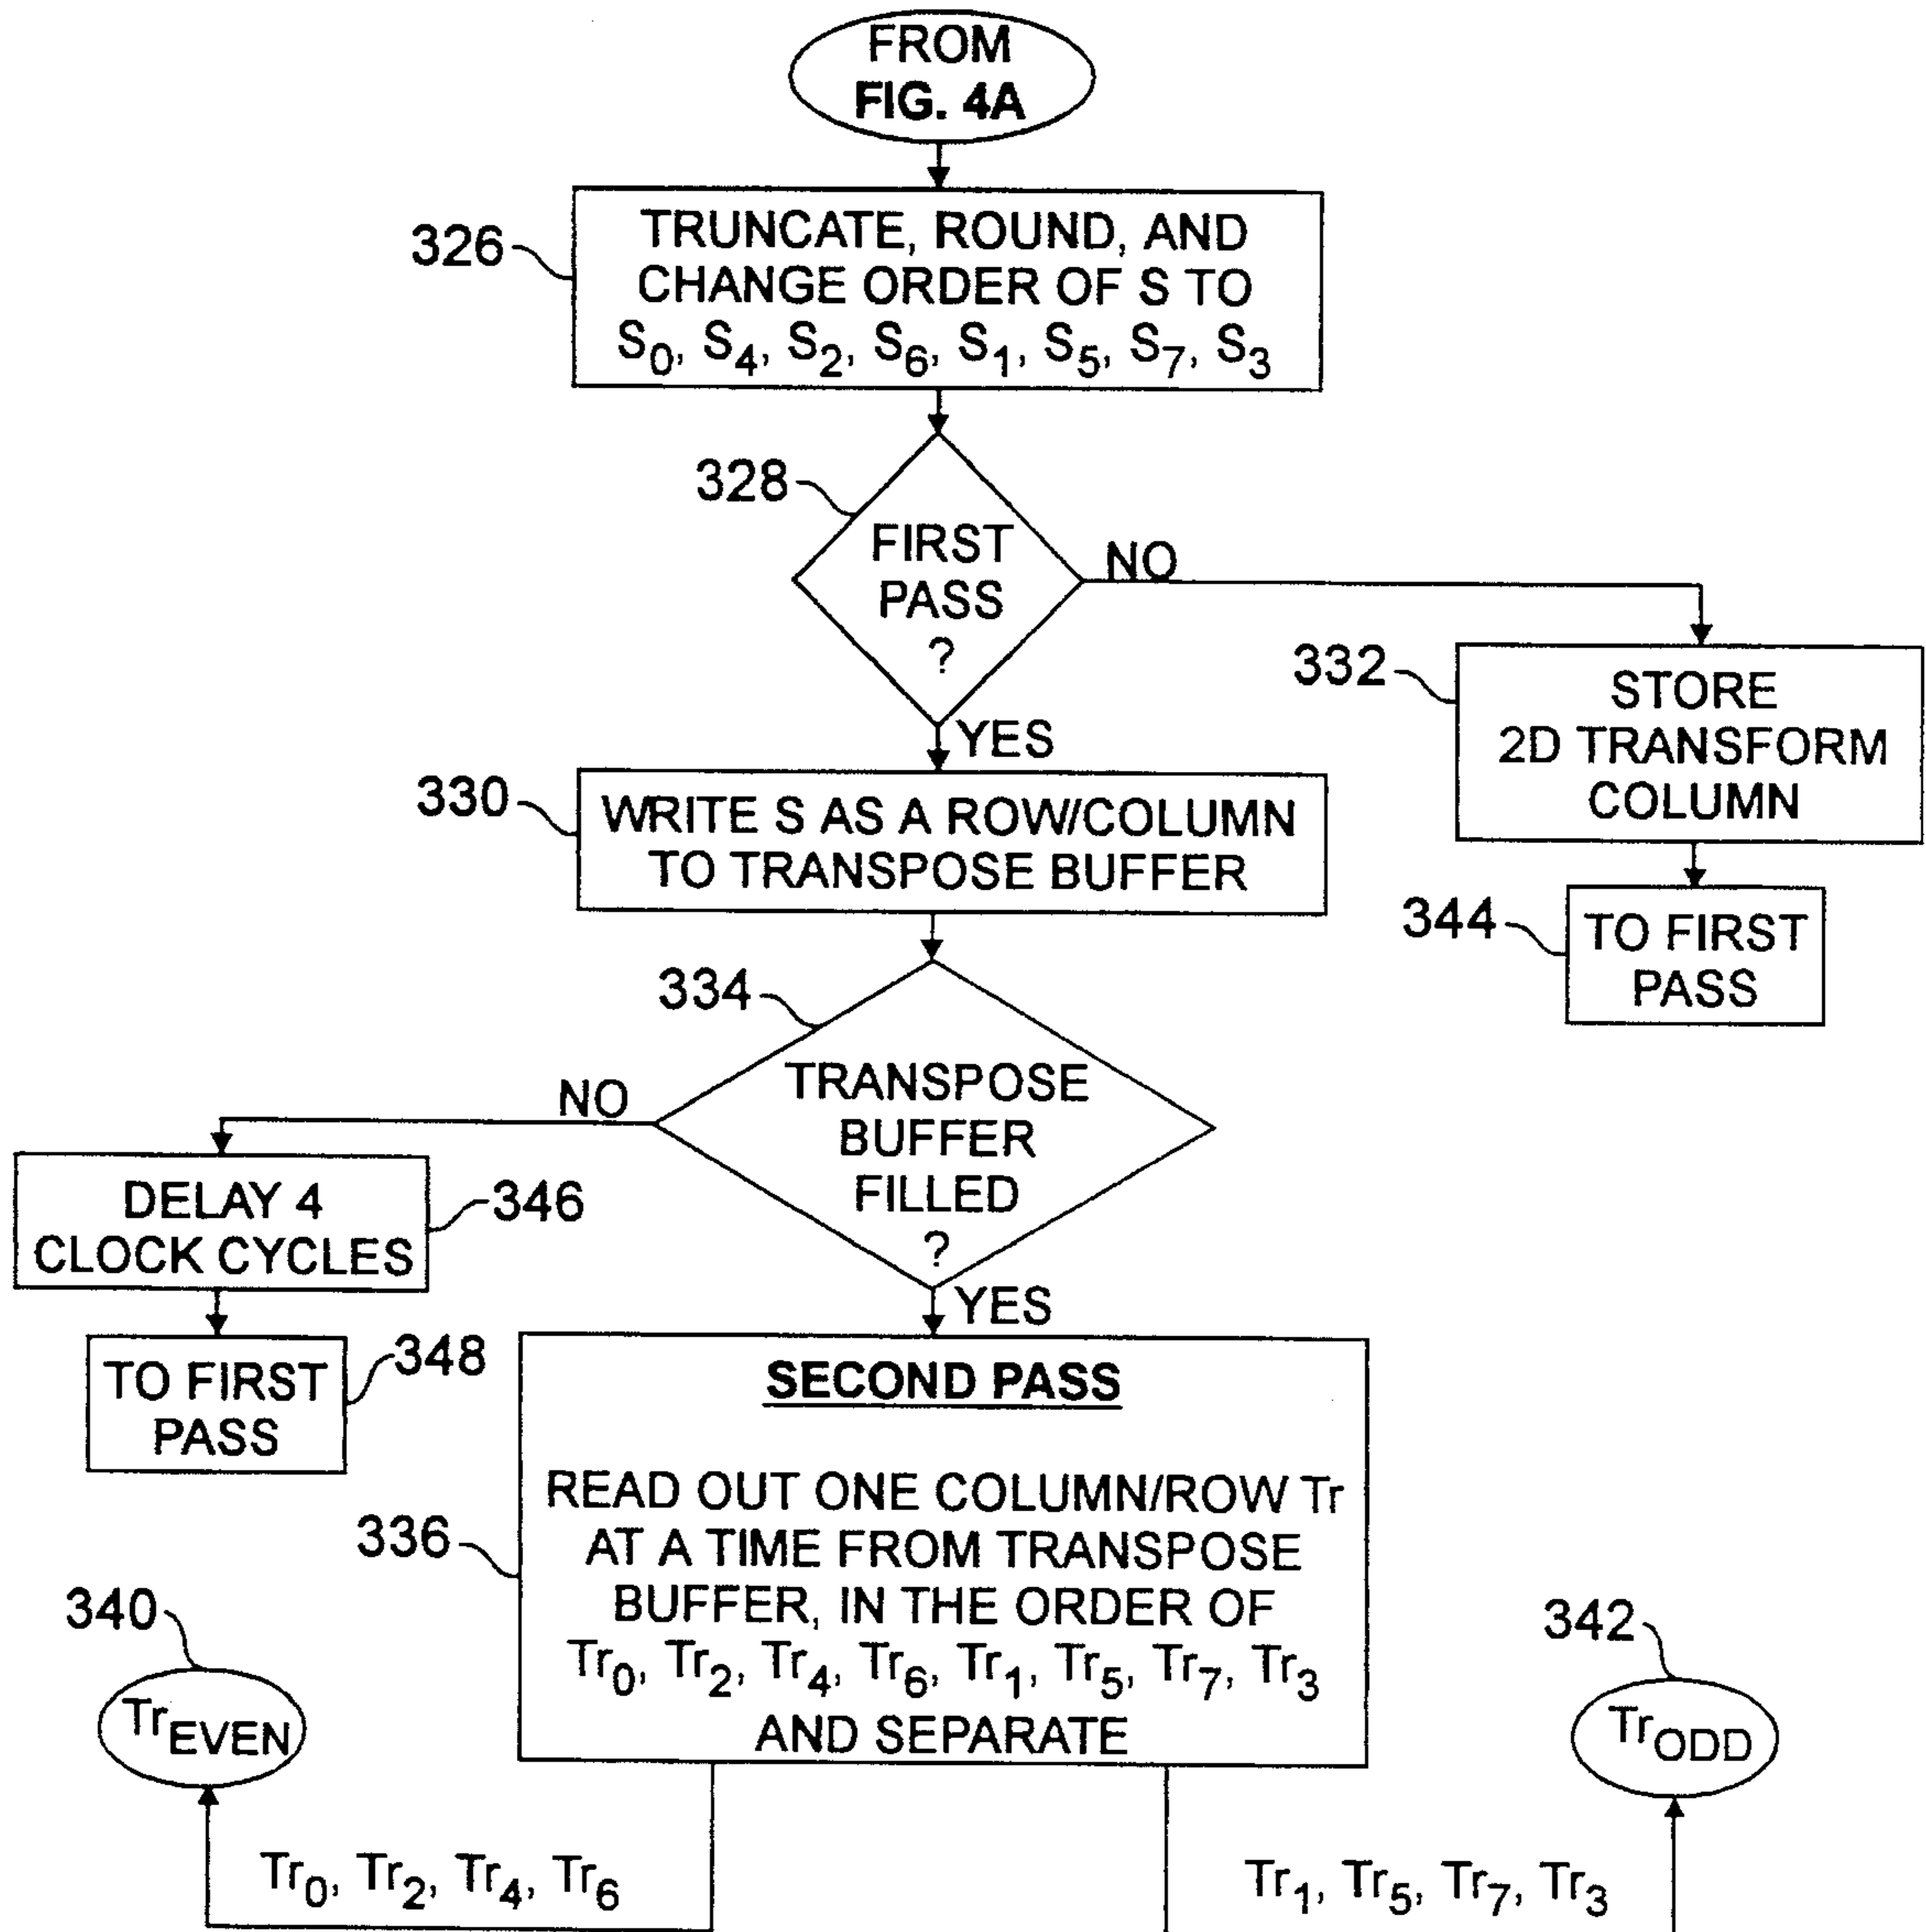 FROM
FIG. 4A
326
TRUNCATE, ROUND, AND
CHANGE ORDER OF S TO
S0, S4, S2, S6, S1, S5, S7, S3
328
FIRST
PASS
?
NO
YES
332
STORE
2D TRANSFORM
COLUMN
330
WRITE S AS A ROW/COLUMN
TO TRANSPOSE BUFFER
344
TO FIRST
PASS
334
TRANSPOSE
BUFFER
FILLED
?
NO
YES
DELAY 4
CLOCK CYCLES
346
TO FIRST
PASS
348
SECOND PASS
336
READ OUT ONE COLUMN/ROW Tr
AT A TIME FROM TRANSPOSE
BUFFER, IN THE ORDER OF
Tr0, Tr2, Tr4, Tr6, Tr1, Tr5, Tr7, Tr3
AND SEPARATE
340
TrEVEN
342
TrODD
Tr0, Tr2, Tr4, Tr6
Tr1, Tr5, Tr7, Tr3